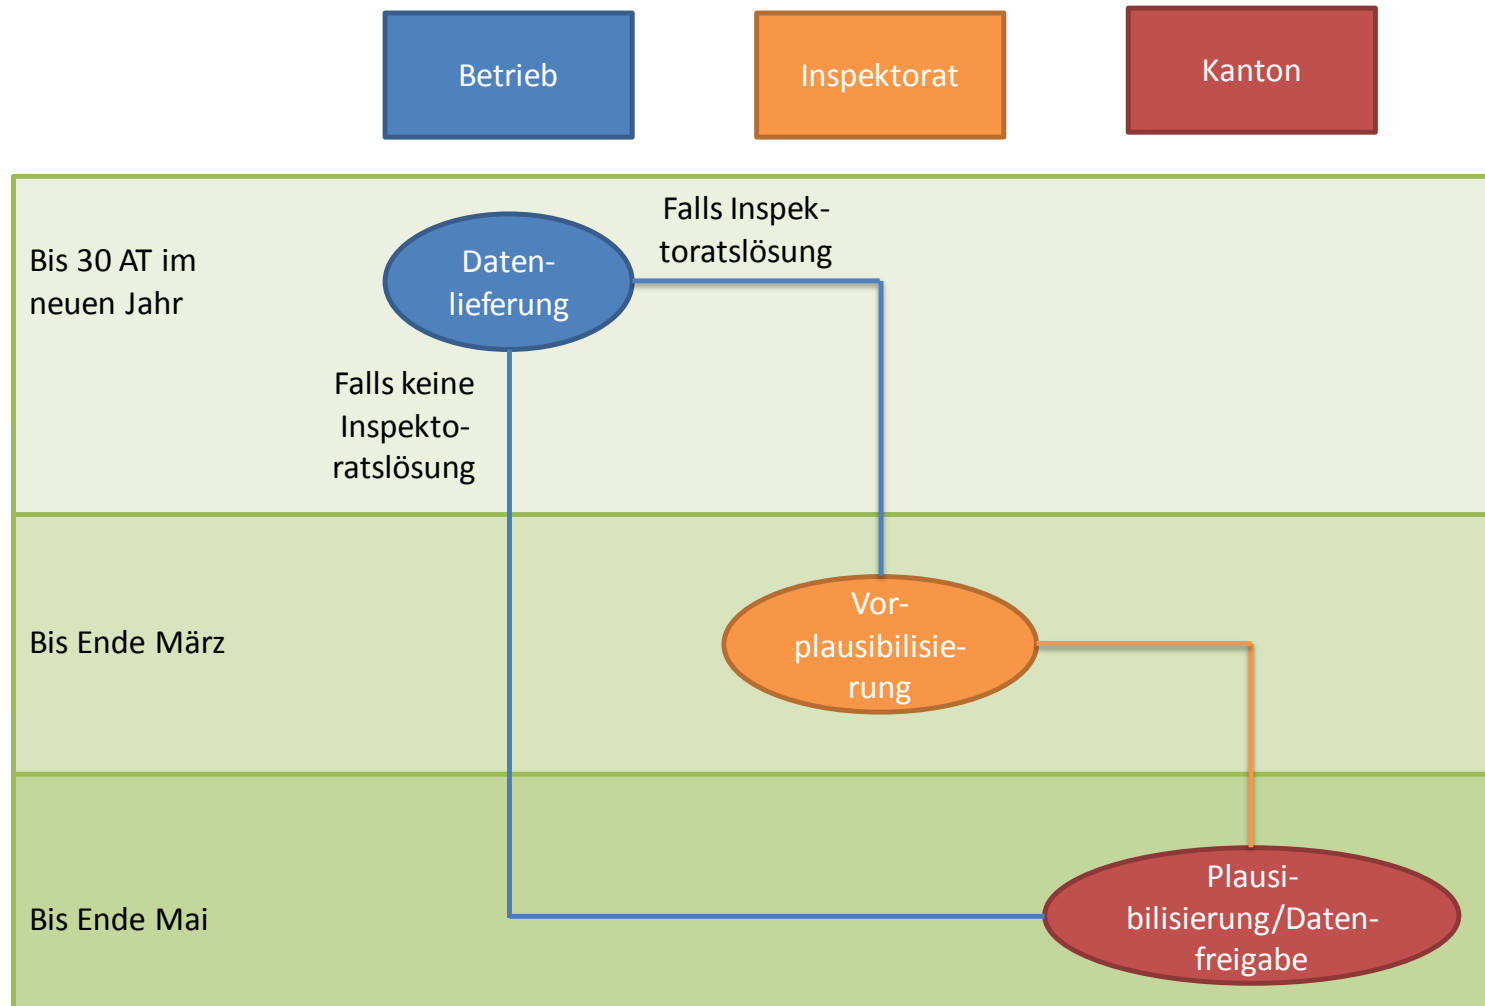 Betrieb
Inspektorat
Kanton
Bis 30 AT im
neuen Jahr
Daten-
lieferung
Falls Inspek-
toratslösung
Falls keine
Inspekto-
ratslösung
Bis Ende März
Vor-
plausibilisie-
rung
Bis Ende Mai
Plausi-
bilisierung/Daten-
freigabe